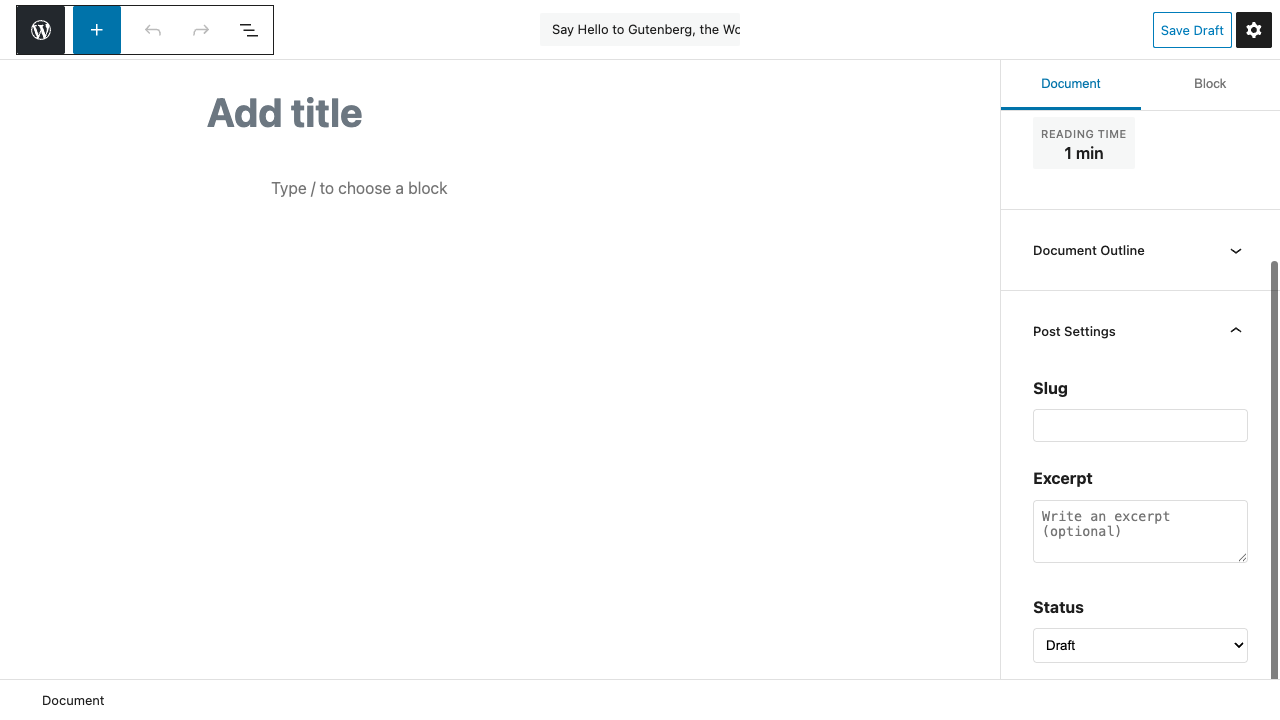 Say Hello to Gutenberg, the Wo
Save Draft
Add title
Type / to choose a block
Document
Block
READING TIME
1 min
Document Outline
Post Settings
Slug
Excerpt
Write an excerpt
(optional)
Status
Draft
Document